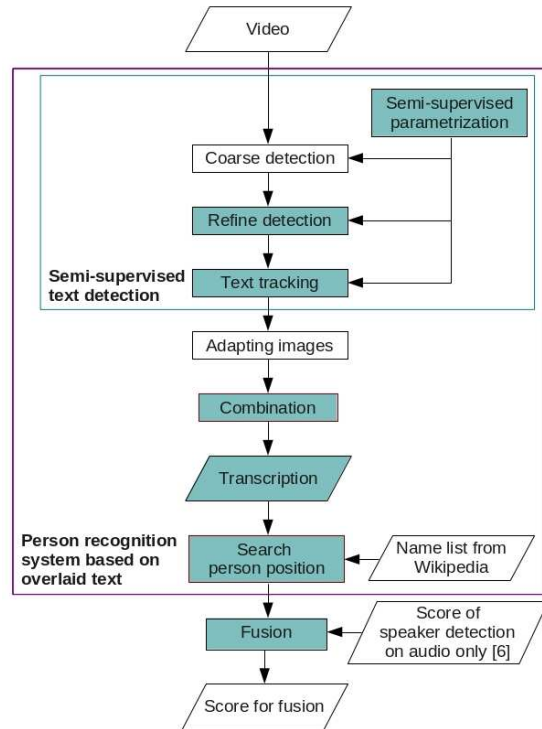 Video
Semi-supervised
parametrization
Coarse detection
Refine detection
Semi-supervised
text detection
Text tracking
Adapting images
Combination
Transcription
Person recognition
system based on
overlaid text
Search
person position
Name list from
Wikipedia
Fusion
Score of
speaker detection
on audio only [6]
Score for fusion